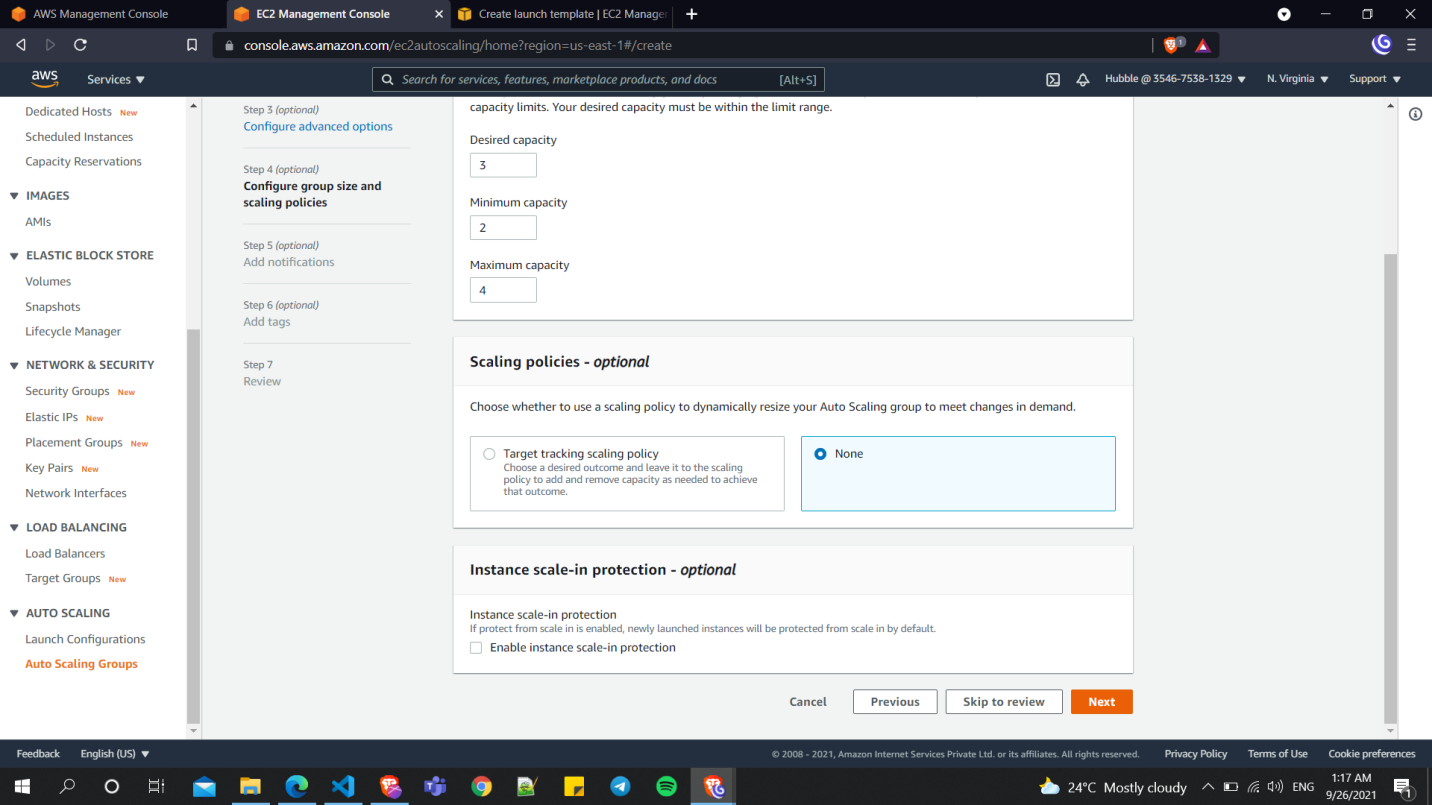 AWS Management Console
EC2 Management Console
Create launch template | EC2 Manage
console.aws.amazon.com/ec2autoscaling/home?region=us-east-1#/create
1
aws
Services
Search for services, features, marketplace products, and docs
[Alt+S]
Hubble @ 3546-7538-1329
N. Virginia
Support
Dedicated Hosts New
Scheduled Instances
Capacity Reservations
IMAGES
AMIs
ELASTIC BLOCK STORE
Volumes
Snapshots
Lifecycle Manager
NETWORK & SECURITY
Security Groups New
Elastic IPs New
Placement Groups New
Key Pairs New
Network Interfaces
LOAD BALANCING
Load Balancers
Target Groups New
AUTO SCALING
Launch Configurations
Auto Scaling Groups
Step 3 (optional)
Configure advanced options
Step 4 (optional)
Configure group size and
scaling policies
Step 5 (optional)
Add notifications
Step 6 (optional)
Add tags
Step 7
Review
capacity limits. Your desired capacity must be within the limit range.
Desired capacity
3
Minimum capacity
2
Maximum capacity
4
Scaling policies - optional
Choose whether to use a scaling policy to dynamically resize your Auto Scaling group to meet changes in demand.
Target tracking scaling policy
Choose a desired outcome and leave it to the scaling
policy to add and remove capacity as needed to achieve
that outcome.
None
Instance scale-in protection - optional
Instance scale-in protection
If protect from scale in is enabled, newly launched instances will be protected from scale in by default.
Enable instance scale-in protection
Cancel
Previous
Skip to review
Next
Feedback
English (US)
© 2008 - 2021, Amazon Internet Services Private Ltd. or its affiliates. All rights reserved.
Privacy Policy
Terms of Use
Cookie preferences
24°C Mostly cloudy
ENG
1:17 AM
9/26/2021
1